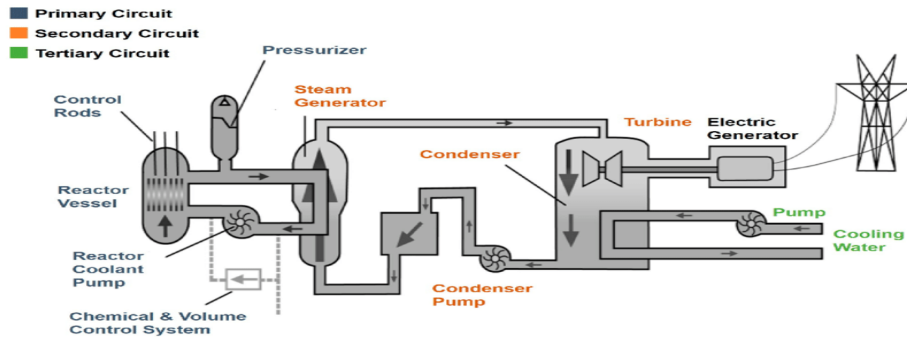 Primary Circuit
Secondary Circuit
Tertiary Circuit
Pressurizer
Control
Rods
Steam
Generator
Turbine
Electric
Generator
Condenser
Reactor
Vessel
Pump
Cooling
Water
Reactor
Coolant
Pump
Condenser
Pump
Chemical & Volume
Control System